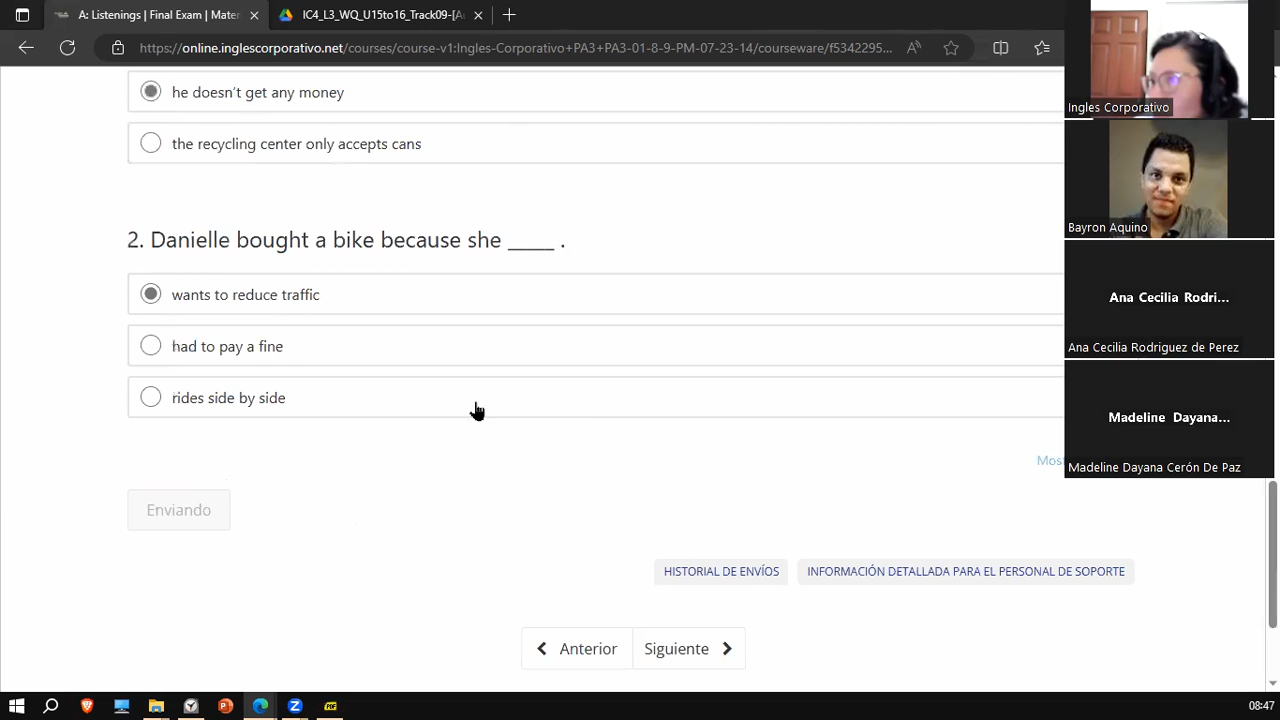 A: Listenings | Final Exam | Mater
IC4_L3_WQ_U15to16_Track09-[Au
https://online.inglescorporativo.net/courses/course-v1:Ingles-Corporativo+PA3+PA3-01-8-9-PM-07-23-14/courseware/f5342295...
he doesn't get any money
the recycling center only accepts cans
2. Danielle bought a bike because she _____ .
wants to reduce traffic
had to pay a fine
rides side by side
Most
Enviando
HISTORIAL DE ENVÍOS
INFORMACIÓN DETALLADA PARA EL PERSONAL DE SOPORTE
Anterior
Siguiente
Ingles Corporativo
Bayron Aquino
Ana Cecilia Rodri...
Ana Cecilia Rodriguez de Perez
Madeline Dayana...
Madeline Dayana Cerón De Paz
08:47